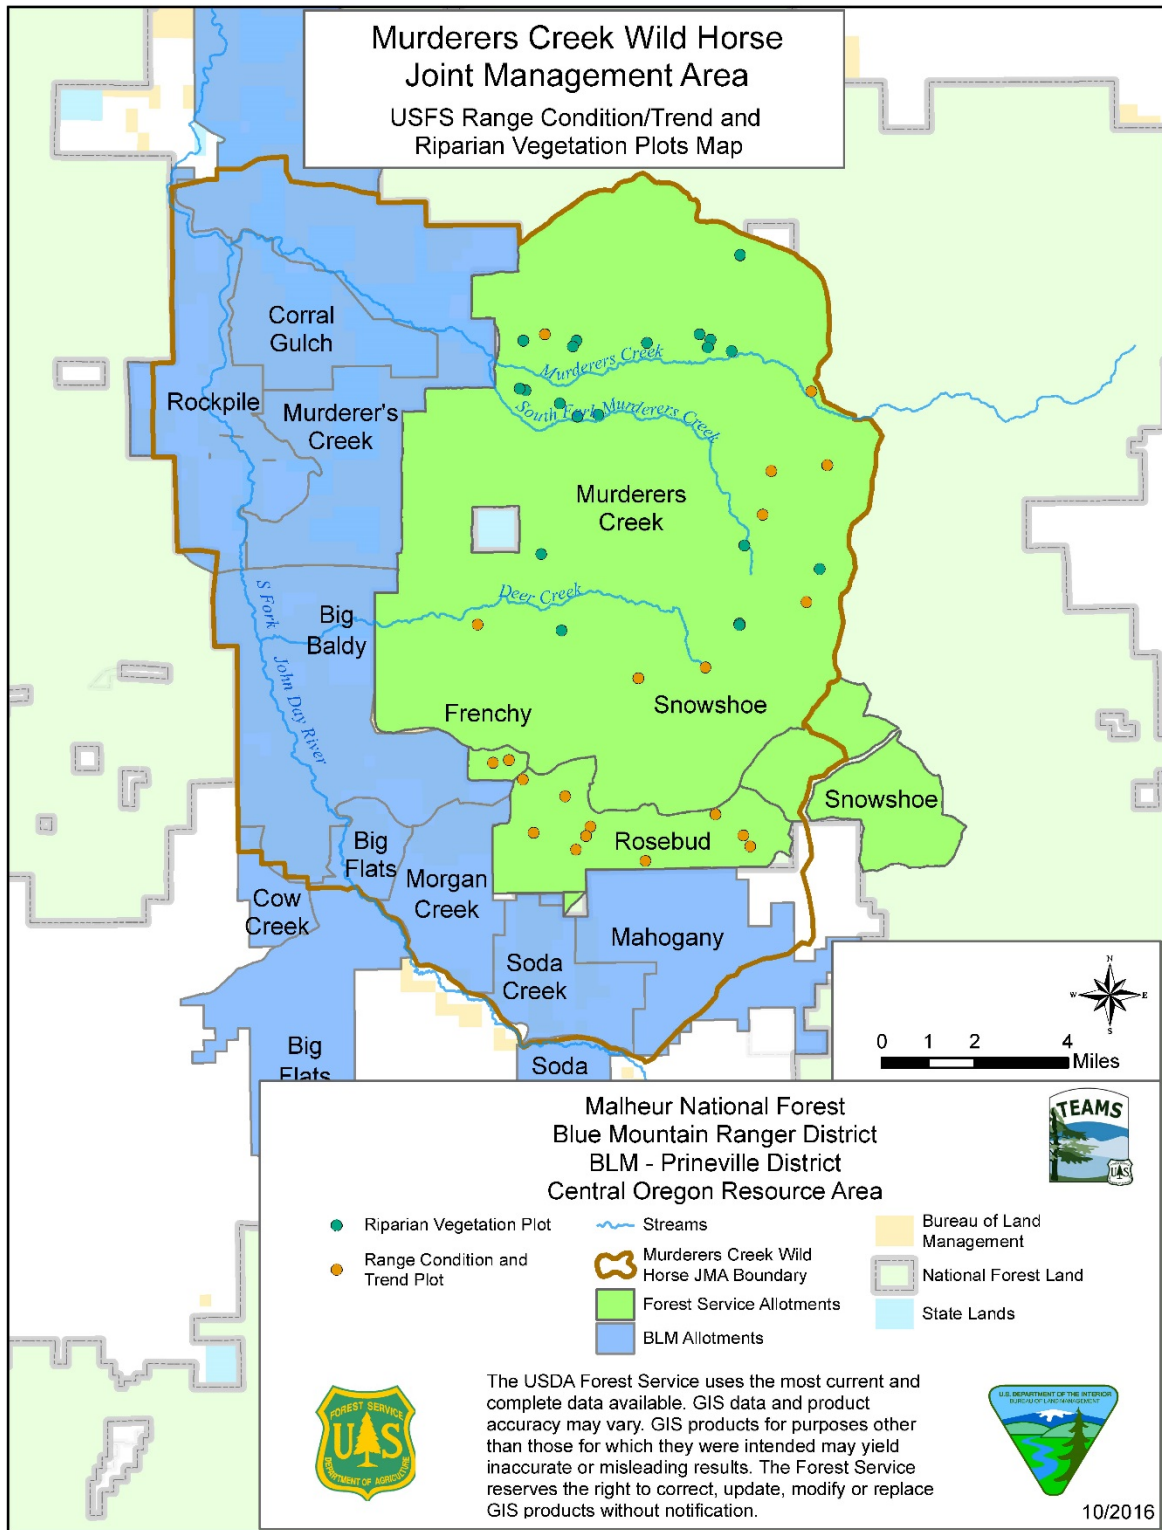 Murderers Creek Wild Horse
Joint Management Area
USFS Range Condition/Trend and
Riparian Vegetation Plots Map
Corral
Gulch
Rockpile
Murderer's
Creek
Murderers Creek
South Fork Murderers Creek
Murderers
Creek
Deer Creek
Big
Baldy
S Fork
John Day River
Frenchy
Snowshoe
Snowshoe
Rosebud
Big
Flats
Morgan
Creek
Cow
Creek
Mahogany
Soda
Creek
Big
Flats
Soda
N
W
E
S
0 1 2 4
Miles
Malheur National Forest
Blue Mountain Ranger District
BLM - Prineville District
Central Oregon Resource Area
TEAMS
Riparian Vegetation Plot
Range Condition and
Trend Plot
Streams
Murderers Creek Wild
Horse JMA Boundary
Forest Service Allotments
BLM Allotments
Bureau of Land
Management
National Forest Land
State Lands
FOREST SERVICE
U S
DEPARTMENT OF AGRICULTURE
The USDA Forest Service uses the most current and
complete data available. GIS data and product
accuracy may vary. GIS products for purposes other
than those for which they were intended may yield
inaccurate or misleading results. The Forest Service
reserves the right to correct, update, modify or replace
GIS products without notification.
U.S. DEPARTMENT OF THE INTERIOR
BUREAU OF LAND MANAGEMENT
10/2016